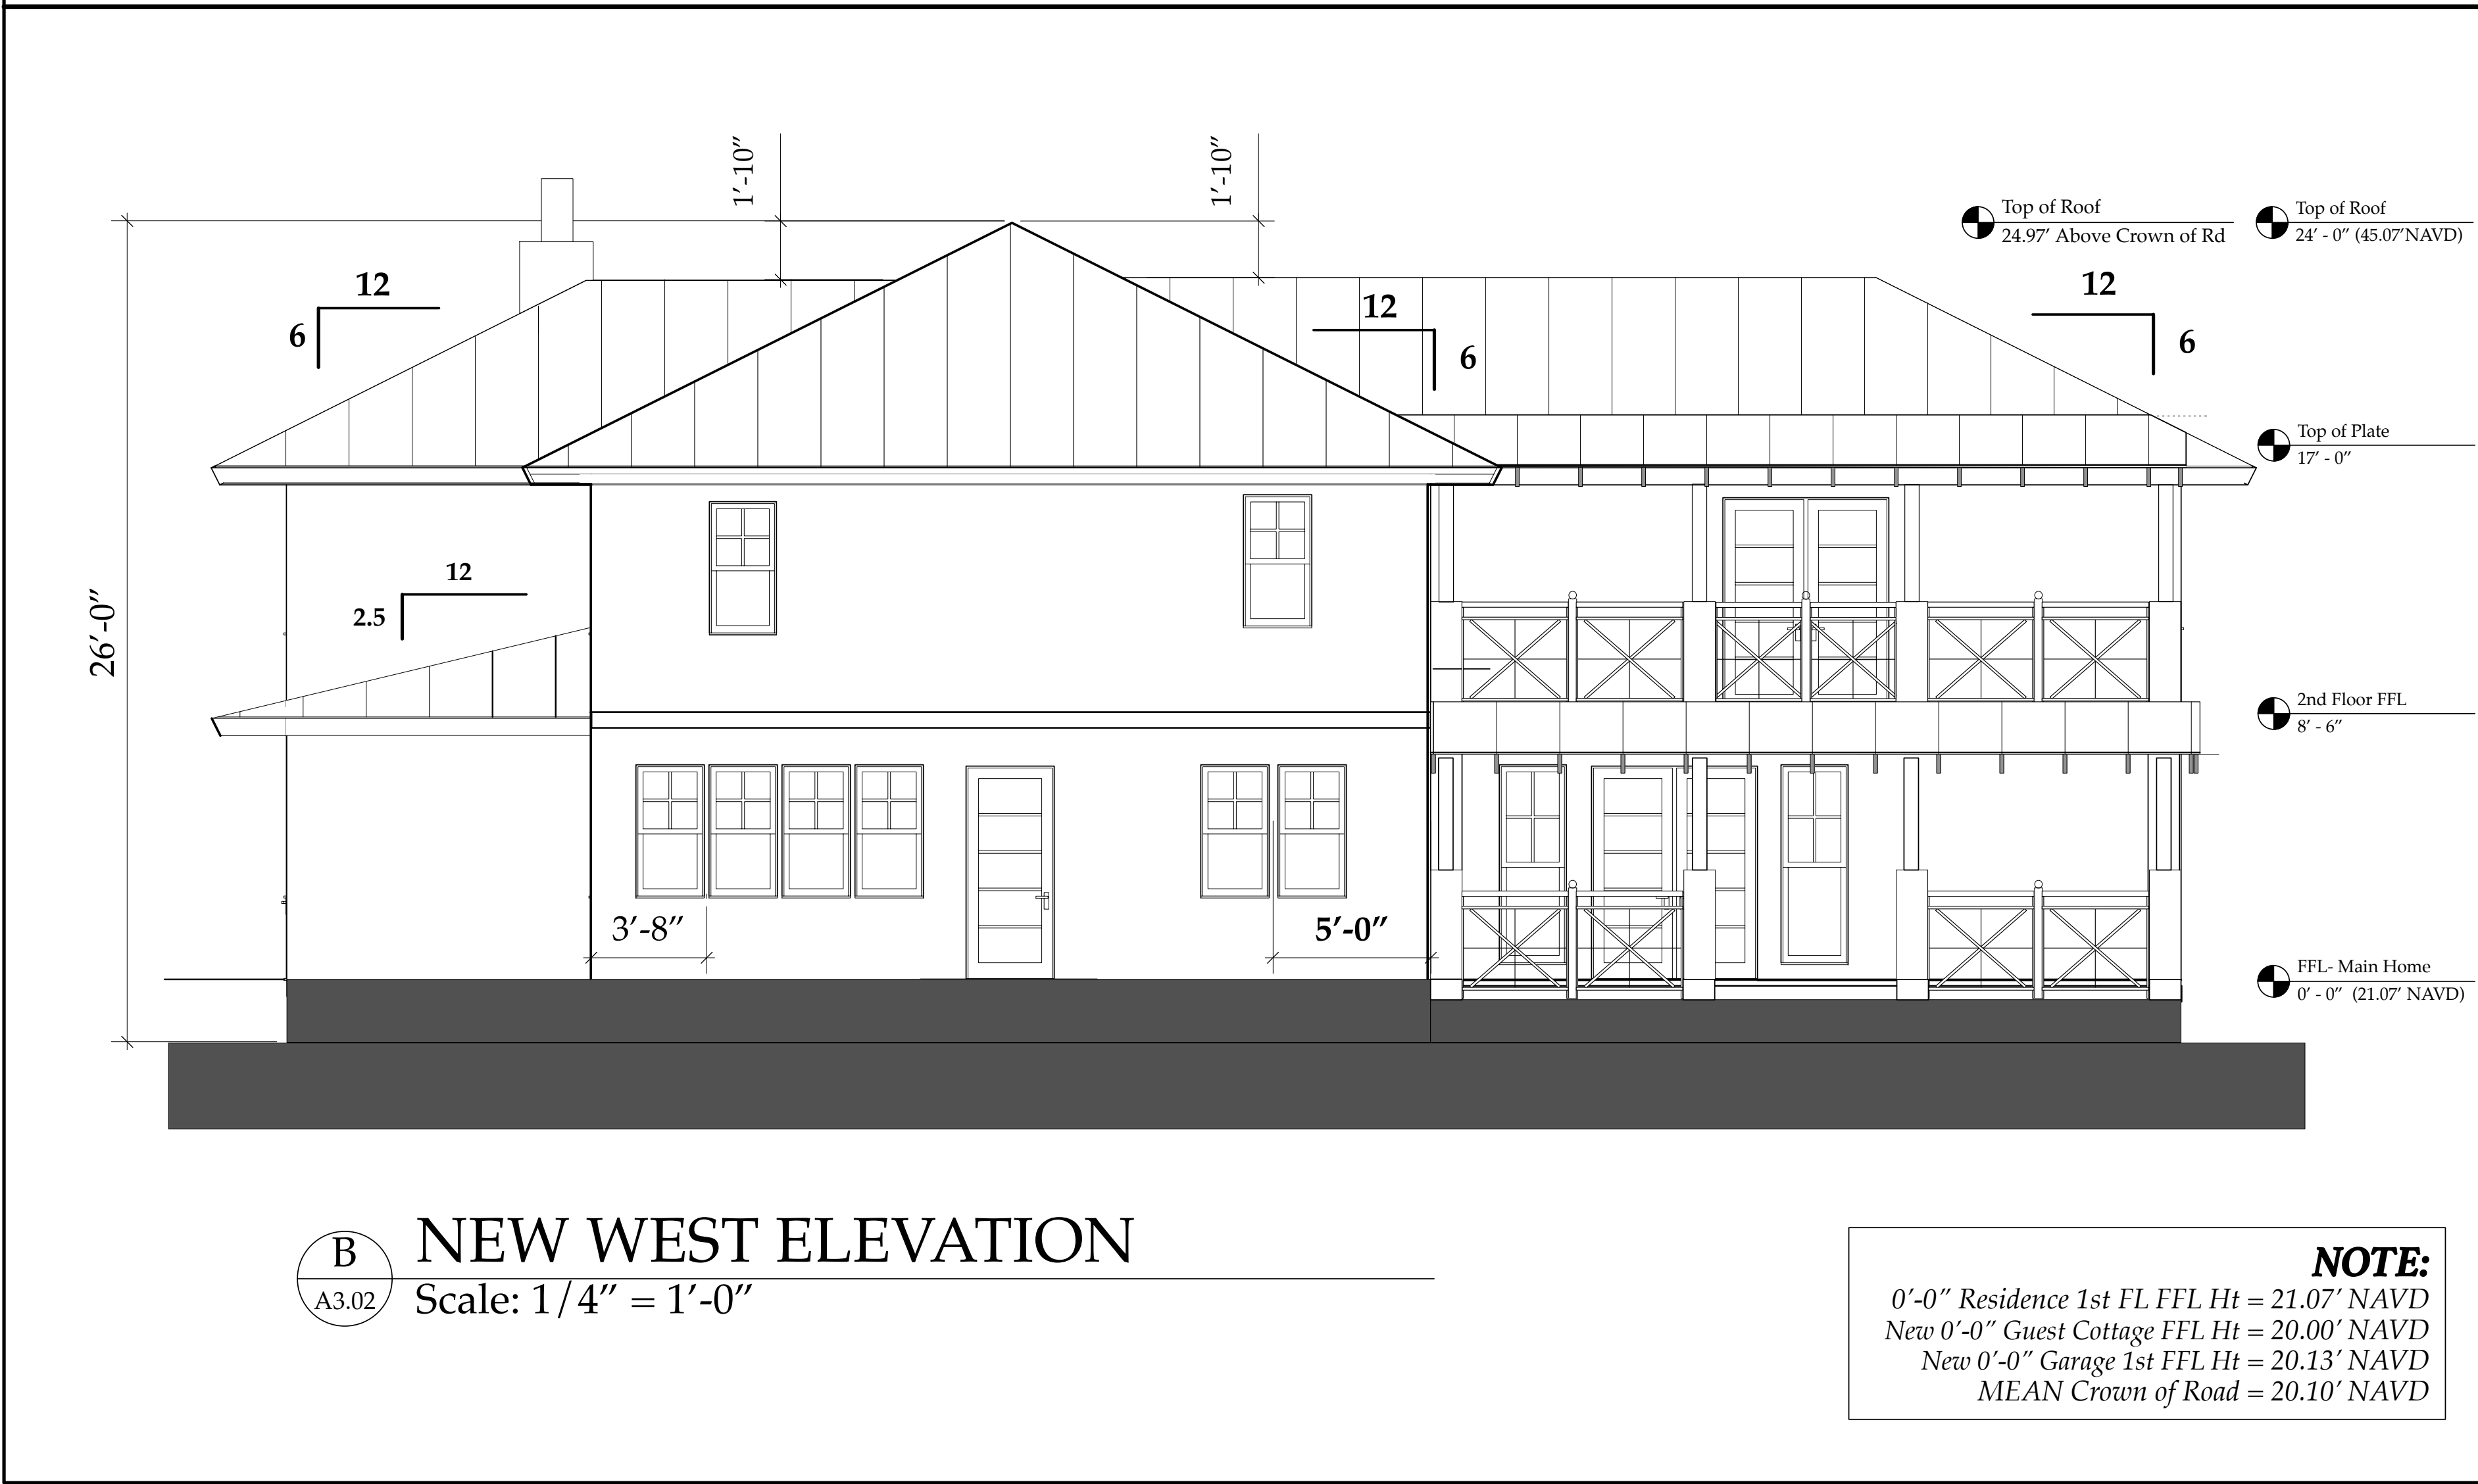 1′-10″
1′-10″
Top of Roof
24.97′ Above Crown of Rd
Top of Roof
24′ - 0″ (45.07′NAVD)
12
6
12
6
12
6
Top of Plate
17′ - 0″
12
2.5
26′-0″
2nd Floor FFL
8′ - 6″
3′-8″
5′-0″
FFL- Main Home
0′ - 0″ (21.07′ NAVD)
B
A3.02
NEW WEST ELEVATION
Scale: 1/4″ = 1′-0″
NOTE:
0′-0″ Residence 1st FL FFL Ht = 21.07′ NAVD
New 0′-0″ Guest Cottage FFL Ht = 20.00′ NAVD
New 0′-0″ Garage 1st FFL Ht = 20.13′ NAVD
MEAN Crown of Road = 20.10′ NAVD